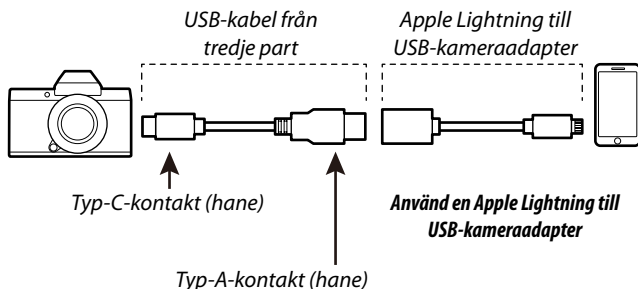 USB-kabel från
tredje part
Apple Lightning till
USB-kameraadapter
Typ-C-kontakt (hane)
Använd en Apple Lightning till
USB-kameraadapter
Typ-A-kontakt (hane)